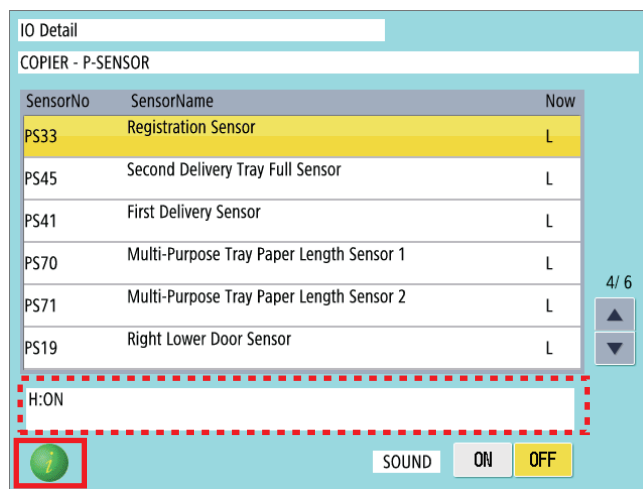 IO Detail
COPIER - P-SENSOR
SensorNo SensorName Now
PS33 Registration Sensor L
PS45 Second Delivery Tray Full Sensor L
PS41 First Delivery Sensor L
PS70 Multi-Purpose Tray Paper Length Sensor 1 L
PS71 Multi-Purpose Tray Paper Length Sensor 2 L
PS19 Right Lower Door Sensor L
4/ 6
H:ON
i
SOUND ON OFF